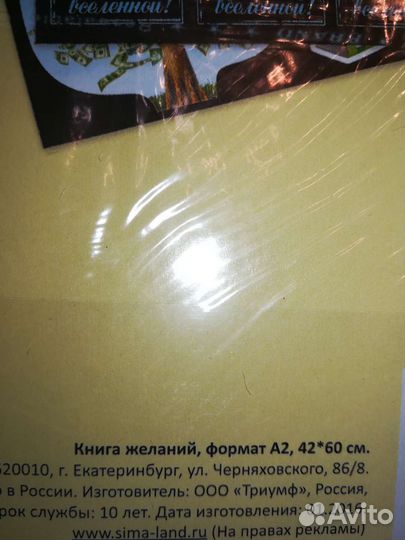 вселенной! вселенной!
Книга желаний, формат А2, 42*60 см.
620010, г. Екатеринбург, ул. Черняховского, 86/8.
в России. Изготовитель: ООО «Триумф», Россия,
рок службы: 10 лет. Дата изготовления:
www.sima-land.ru (На правах рекламы)
Avito